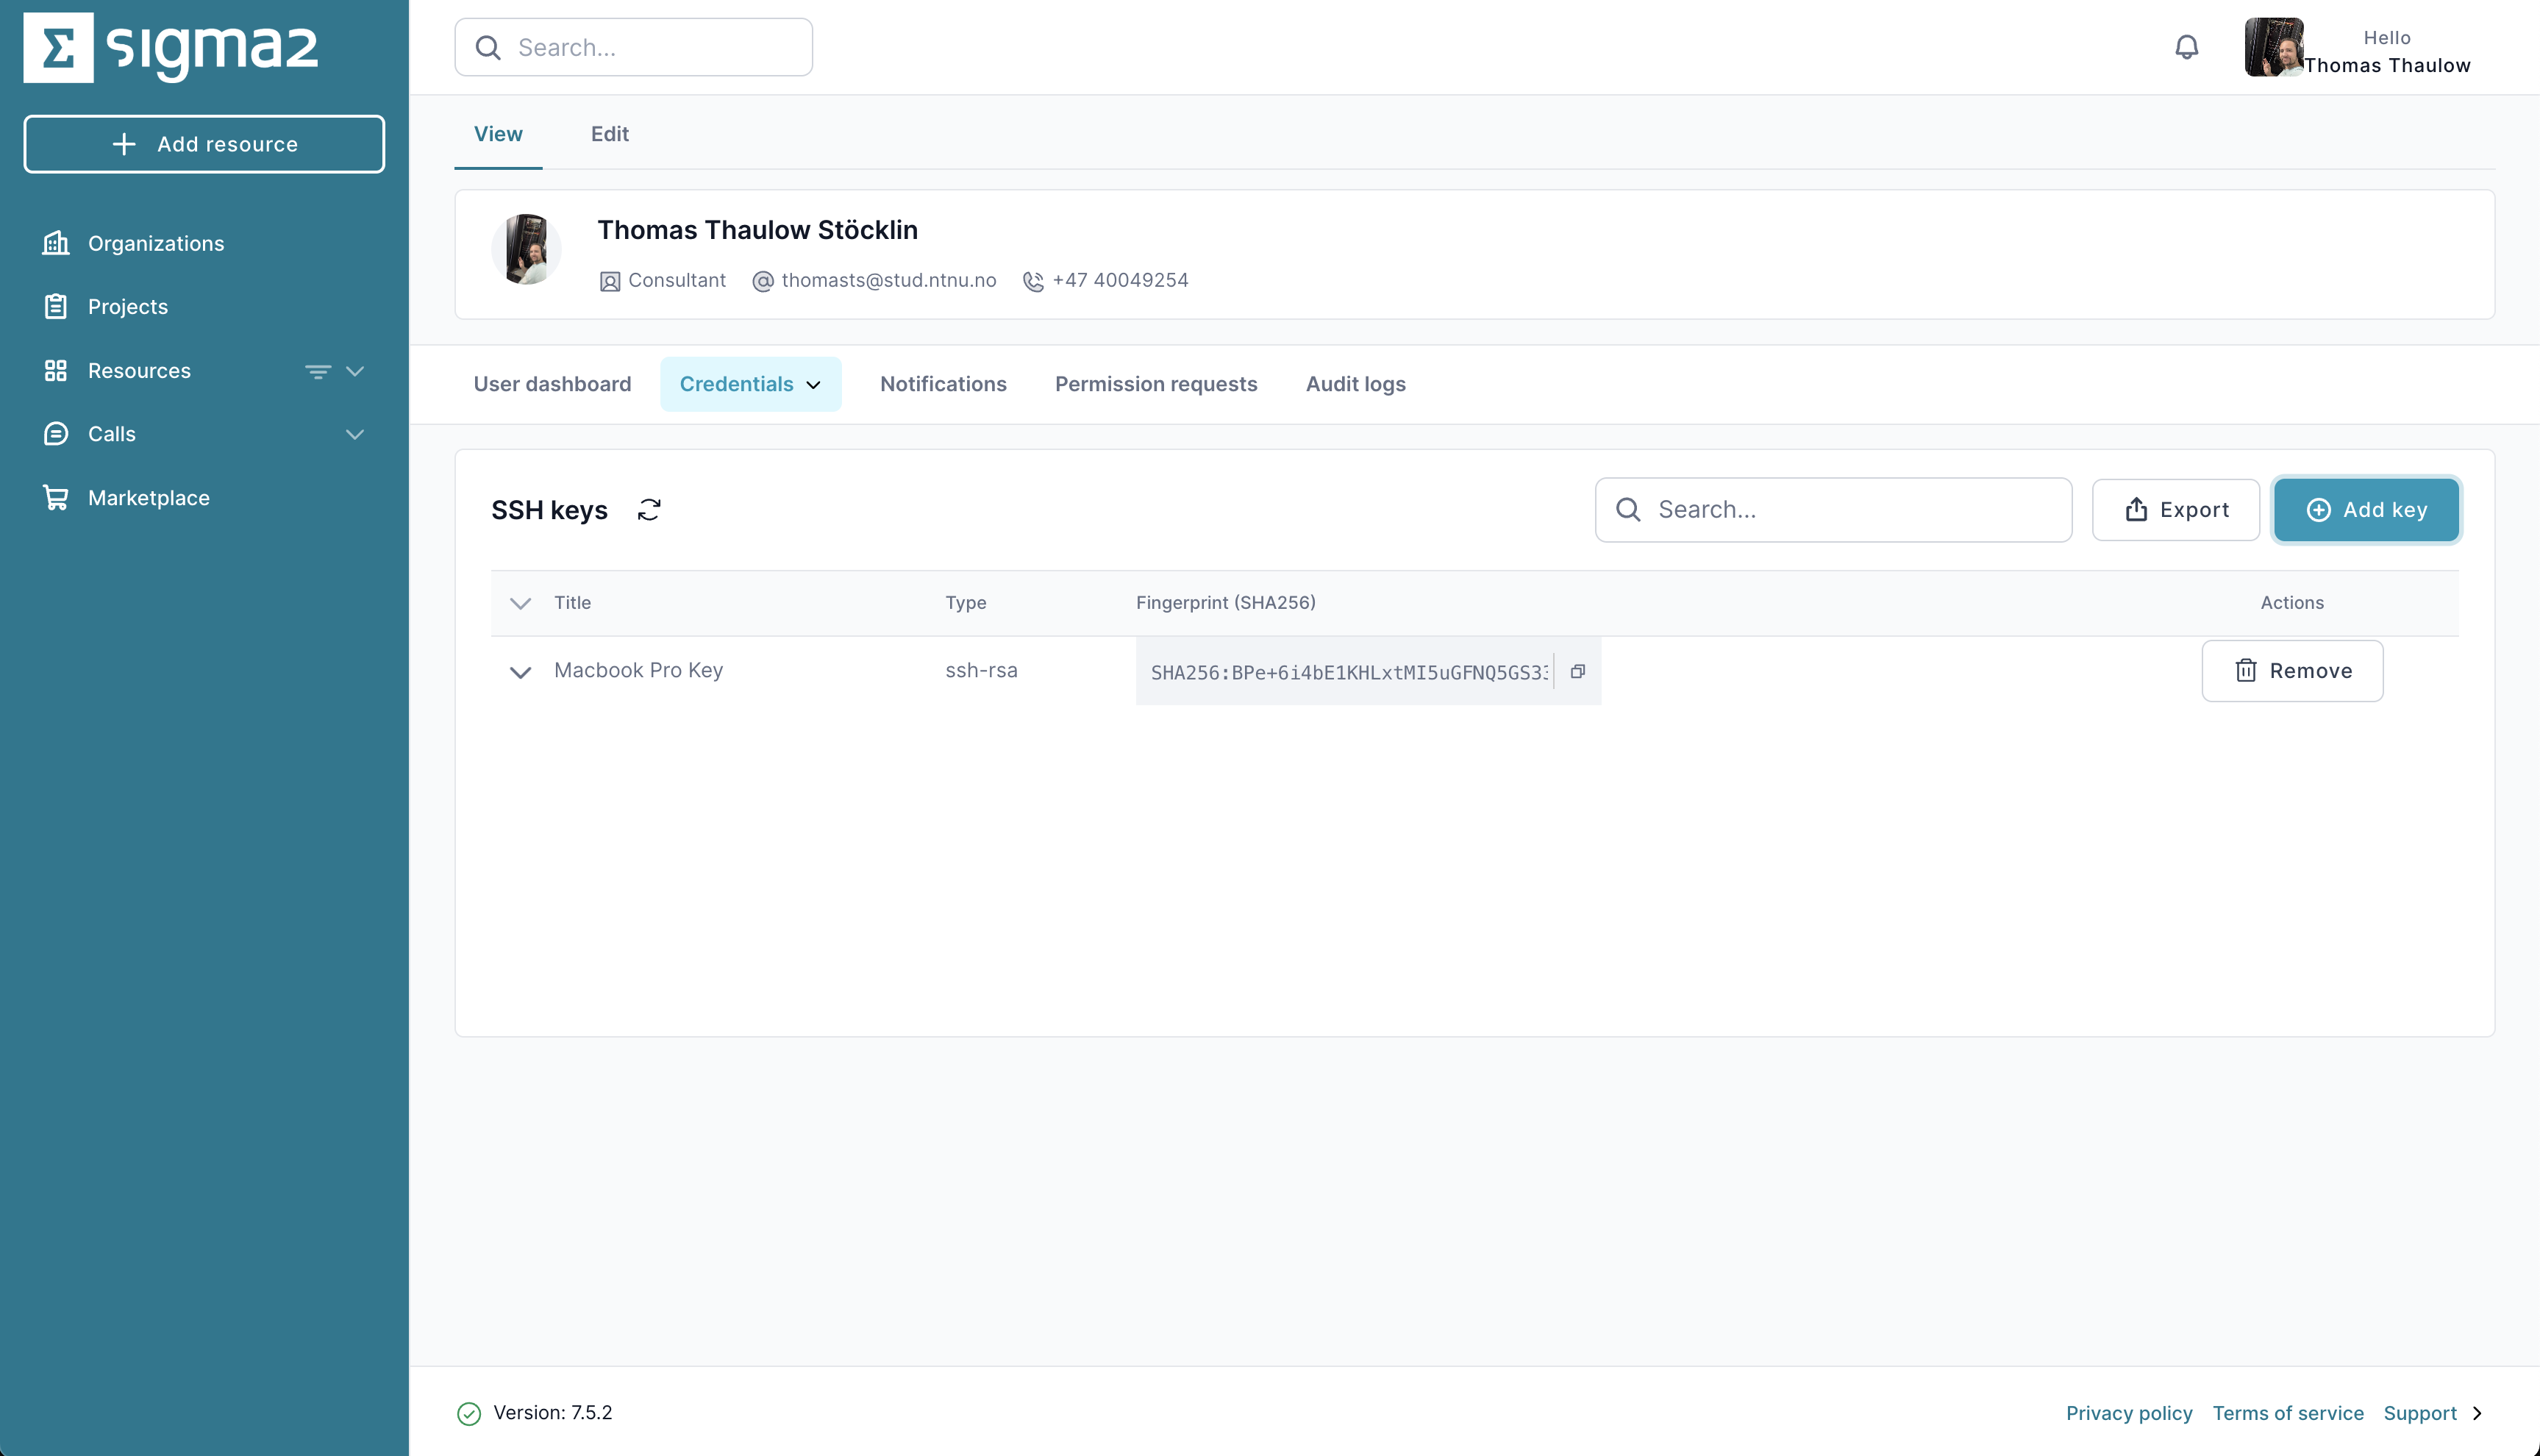 Σ sigma2
Search...
Hello
Thomas Thaulow
Add resource
Organizations
Projects
Resources
Calls
Marketplace
View Edit
Thomas Thaulow Stöcklin
Consultant thomasts@stud.ntnu.no +47 40049254
User dashboard Credentials Notifications Permission requests Audit logs
SSH keys Search... Export Add key
Title Type Fingerprint (SHA256) Actions
Macbook Pro Key ssh-rsa SHA256:BPe+6i4bE1KHLxtMI5uGFNQ5GS3 Remove
Version: 7.5.2
Privacy policy Terms of service Support